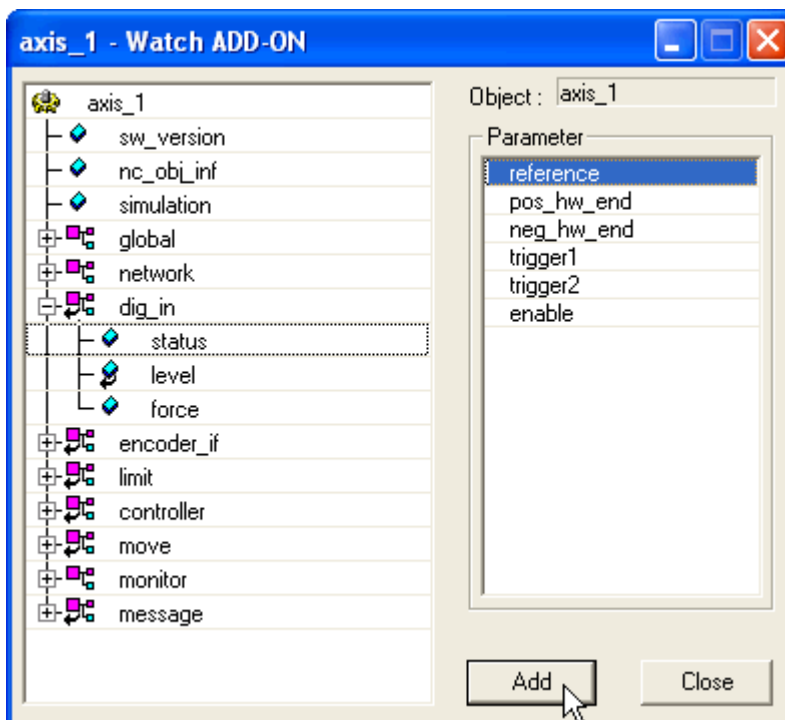 axis_1 - Watch ADD-ON
axis_1
sw_version
nc_obj_inf
simulation
global
network
dig_in
status
level
force
encoder_if
limit
controller
move
monitor
message
Object : axis_1
Parameter
reference
pos_hw_end
neg_hw_end
trigger1
trigger2
enable
Add
Close